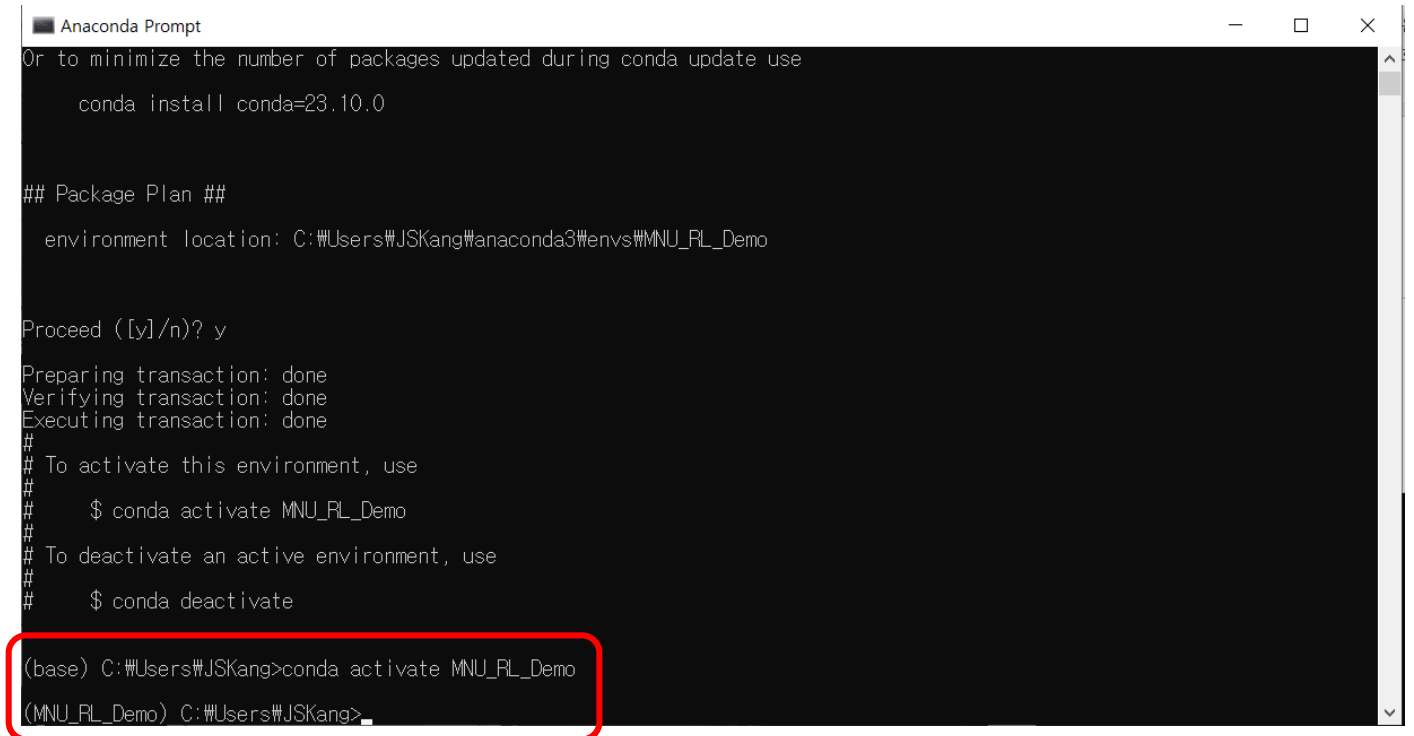 Anaconda Prompt
Or to minimize the number of packages updated during conda update use
conda install conda=23.10.0
## Package Plan ##
environment location: C:₩Users₩JSKang₩anaconda3₩envs₩MNU_RL_Demo
Proceed ([y]/n)? y
Preparing transaction: done
Verifying transaction: done
Executing transaction: done
#
# To activate this environment, use
#
#     $ conda activate MNU_RL_Demo
#
# To deactivate an active environment, use
#
#     $ conda deactivate
(base) C:₩Users₩JSKang>conda activate MNU_RL_Demo
(MNU_RL_Demo) C:₩Users₩JSKang>